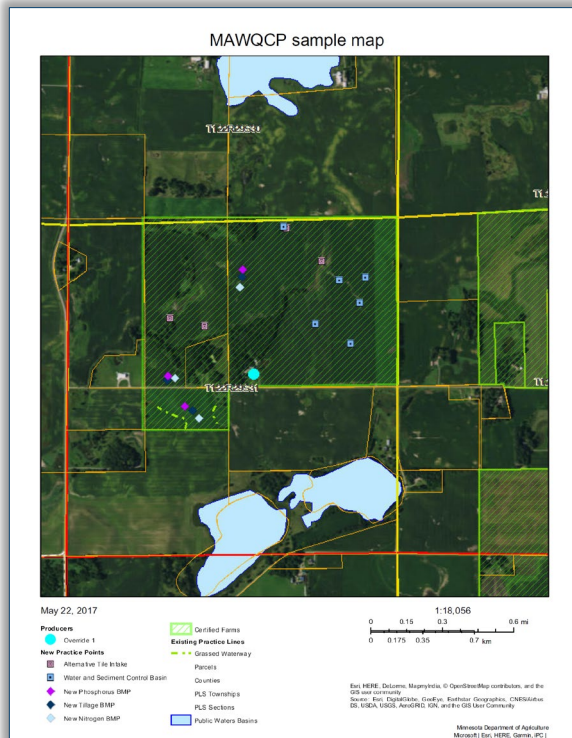 MAWQCP sample map
May 22, 2017
1:18,056
Producers
Override 1
New Practice Points
Alternative Tile Intake
Water and Sediment Control Basin
New Phosphorus BMP
New Tillage BMP
New Nitrogen BMP
Certified Farms
Existing Practice Lines
Grassed Waterway
Parcels
Counties
PLS Townships
PLS Sections
Public Waters Basins
0 0.15 0.3 0.6 mi
0 0.175 0.35 0.7 km
Esri, HERE, DeLorme, MapmyIndia, © OpenStreetMap contributors, and the
GIS user community
Source: Esri, DigitalGlobe, GeoEye, Earthstar Geographics, CNES/Airbus
DS, USDA, USGS, AeroGRID, IGN, and the GIS User Community
Minnesota Department of Agriculture
Microsoft | Esri, HERE, Garmin, iPC |